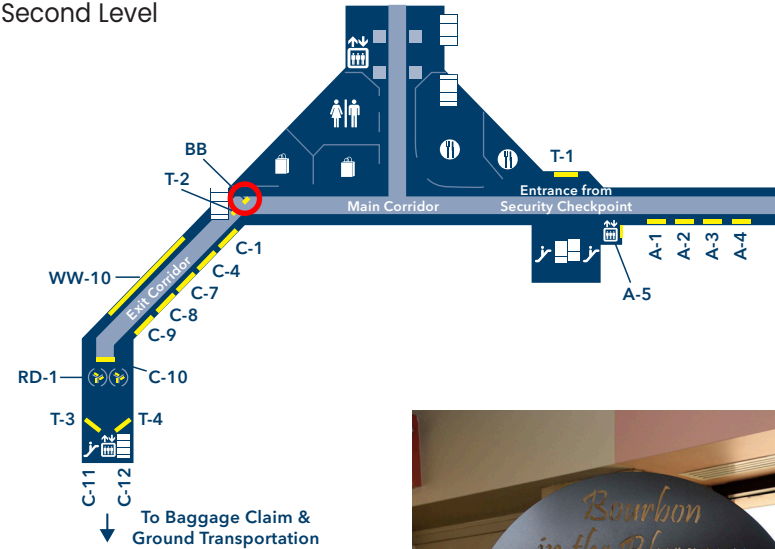 Second Level
BB
T-2
T-1
Entrance from
Security Checkpoint
Main Corridor
A-1
A-2
A-3
A-4
A-5
C-1
C-4
C-7
C-8
C-9
WW-10
Exit Corridor
RD-1
C-10
T-3
T-4
C-11
C-12
To Baggage Claim &
Ground Transportation
Bourbon
in the